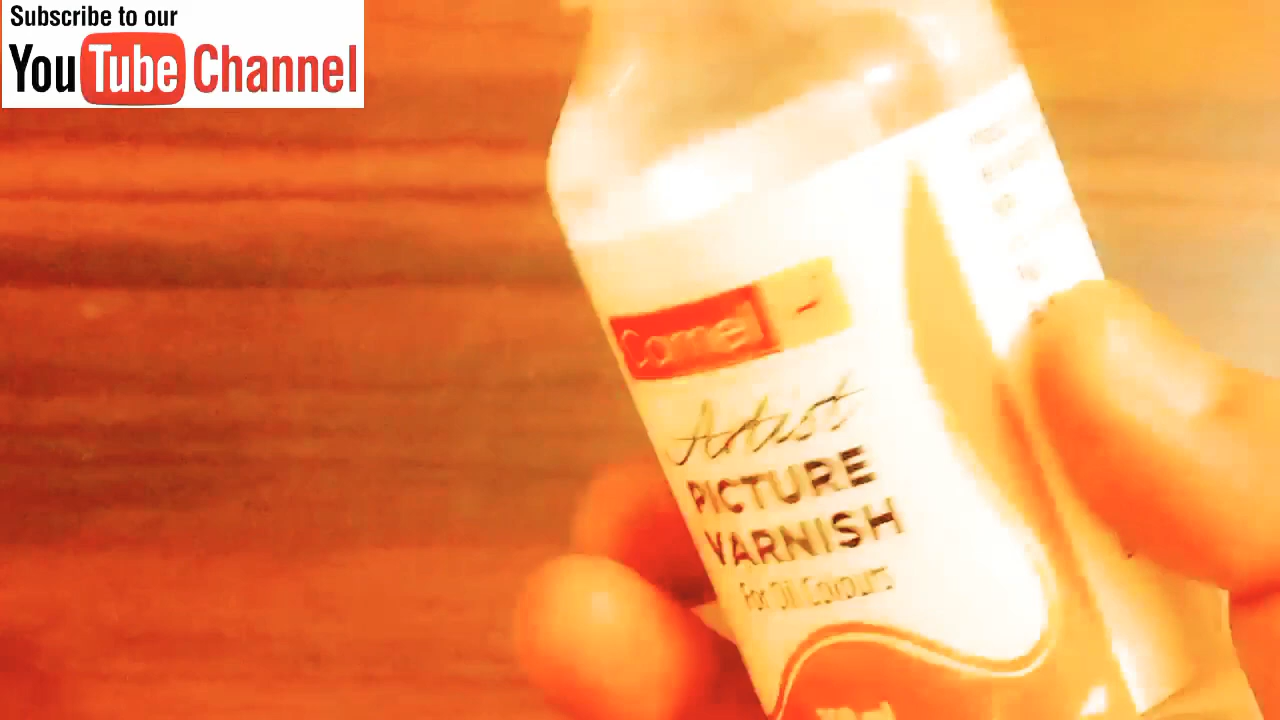 Subscribe to our
YouTube Channel
Camel
Artist
PICTURE
VARNISH
For Oil Colours